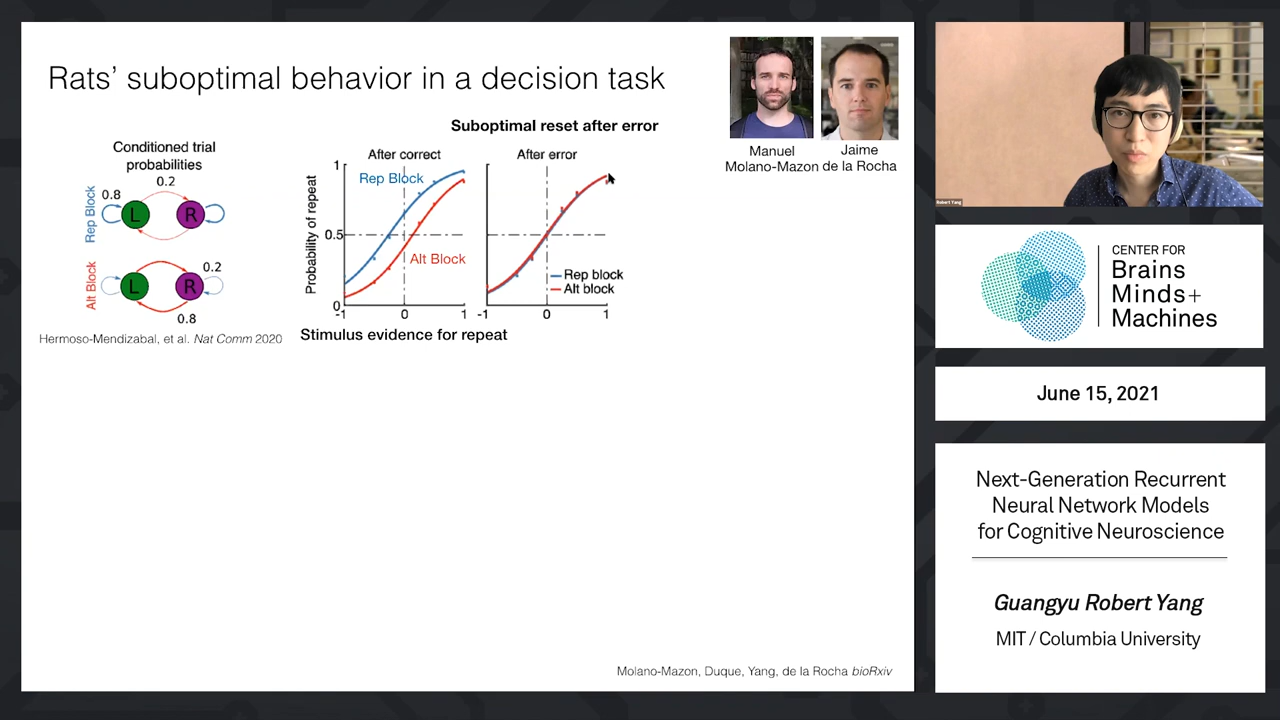 Rats' suboptimal behavior in a decision task
Manuel
Molano-Mazon
Jaime
de la Rocha
Conditioned trial
probabilities
Rep Block
0.8
0.2
L
R
Alt Block
L
R
0.2
0.8
Hermoso-Mendizabal, et al. Nat Comm 2020
Suboptimal reset after error
After correct
After error
Probability of repeat
1
0.5
0
Rep Block
Alt Block
-1
0
1
Rep block
Alt block
-1
0
1
Stimulus evidence for repeat
Molano-Mazon, Duque, Yang, de la Rocha bioRxiv
Robert Yang
CENTER FOR
Brains
Minds+
Machines
June 15, 2021
Next-Generation Recurrent
Neural Network Models
for Cognitive Neuroscience
Guangyu Robert Yang
MIT / Columbia University